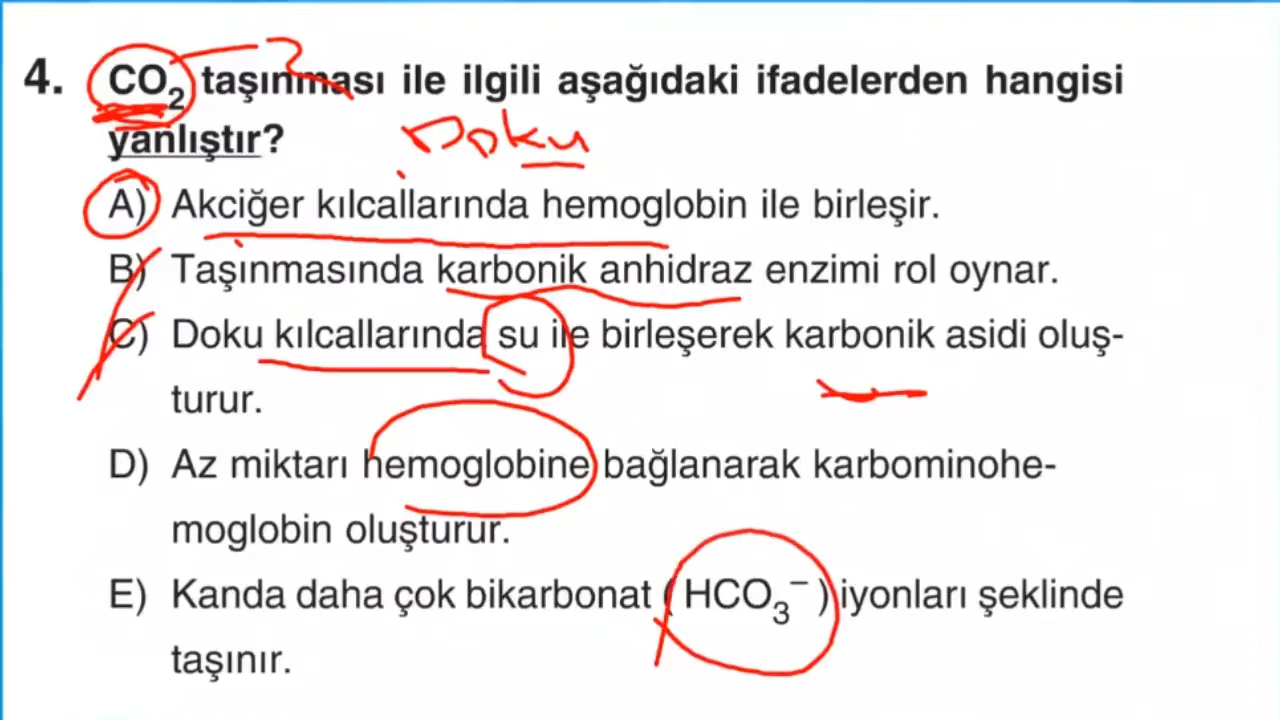 4. CO₂ taşınması ile ilgili aşağıdaki ifadelerden hangisi
yanlıştır?
Doku
A) Akciğer kılcallarında hemoglobin ile birleşir.
B) Taşınmasında karbonik anhidraz enzimi rol oynar.
C) Doku kılcallarında su ile birleşerek karbonik asidi oluş-
turur.
D) Az miktarı hemoglobine bağlanarak karbominohe-
moglobin oluşturur.
E) Kanda daha çok bikarbonat (HCO₃⁻) iyonları şeklinde
taşınır.